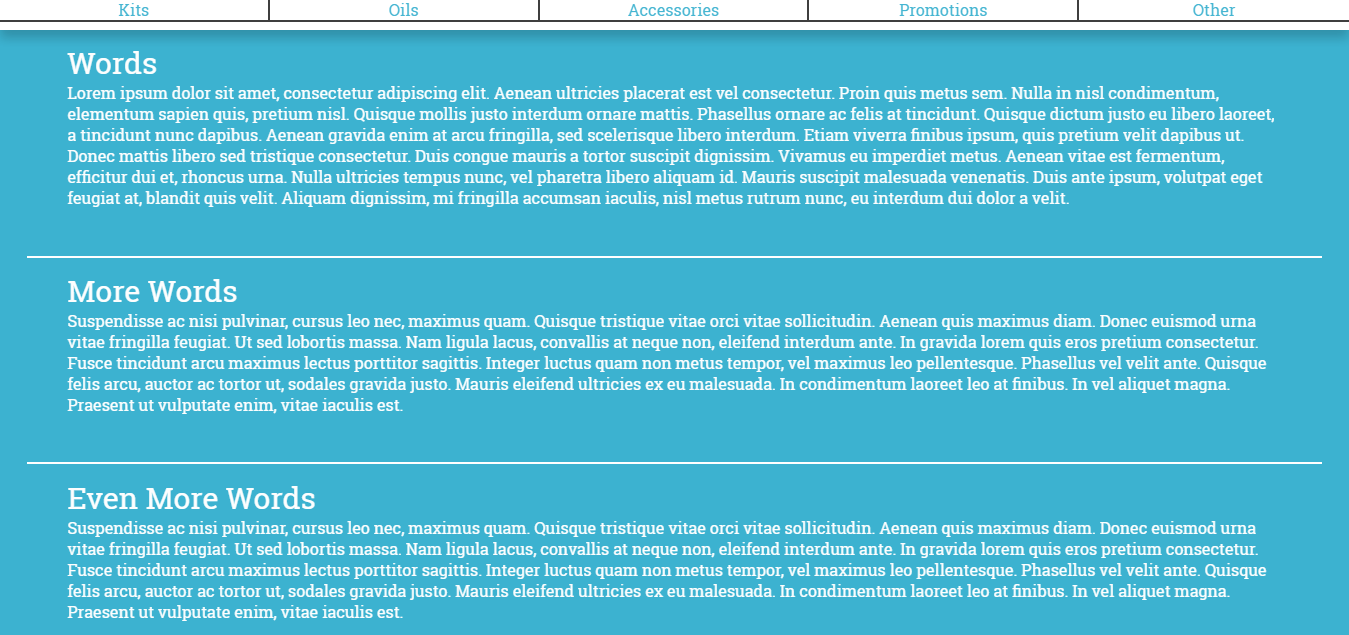 Kits Oils Accessories Promotions Other
Words
Lorem ipsum dolor sit amet, consectetur adipiscing elit. Aenean ultricies placerat est vel consectetur. Proin quis metus sem. Nulla in nisl condimentum,
elementum sapien quis, pretium nisl. Quisque mollis justo interdum ornare mattis. Phasellus ornare ac felis at tincidunt. Quisque dictum justo eu libero laoreet,
a tincidunt nunc dapibus. Aenean gravida enim at arcu fringilla, sed scelerisque libero interdum. Etiam viverra finibus ipsum, quis pretium velit dapibus ut.
Donec mattis libero sed tristique consectetur. Duis congue mauris a tortor suscipit dignissim. Vivamus eu imperdiet metus. Aenean vitae est fermentum,
efficitur dui et, rhoncus urna. Nulla ultricies tempus nunc, vel pharetra libero aliquam id. Mauris suscipit malesuada venenatis. Duis ante ipsum, volutpat eget
feugiat at, blandit quis velit. Aliquam dignissim, mi fringilla accumsan iaculis, nisl metus rutrum nunc, eu interdum dui dolor a velit.
More Words
Suspendisse ac nisi pulvinar, cursus leo nec, maximus quam. Quisque tristique vitae orci vitae sollicitudin. Aenean quis maximus diam. Donec euismod urna
vitae fringilla feugiat. Ut sed lobortis massa. Nam ligula lacus, convallis at neque non, eleifend interdum ante. In gravida lorem quis eros pretium consectetur.
Fusce tincidunt arcu maximus lectus porttitor sagittis. Integer luctus quam non metus tempor, vel maximus leo pellentesque. Phasellus vel velit ante. Quisque
felis arcu, auctor ac tortor ut, sodales gravida justo. Mauris eleifend ultricies ex eu malesuada. In condimentum laoreet leo at finibus. In vel aliquet magna.
Praesent ut vulputate enim, vitae iaculis est.
Even More Words
Suspendisse ac nisi pulvinar, cursus leo nec, maximus quam. Quisque tristique vitae orci vitae sollicitudin. Aenean quis maximus diam. Donec euismod urna
vitae fringilla feugiat. Ut sed lobortis massa. Nam ligula lacus, convallis at neque non, eleifend interdum ante. In gravida lorem quis eros pretium consectetur.
Fusce tincidunt arcu maximus lectus porttitor sagittis. Integer luctus quam non metus tempor, vel maximus leo pellentesque. Phasellus vel velit ante. Quisque
felis arcu, auctor ac tortor ut, sodales gravida justo. Mauris eleifend ultricies ex eu malesuada. In condimentum laoreet leo at finibus. In vel aliquet magna.
Praesent ut vulputate enim, vitae iaculis est.